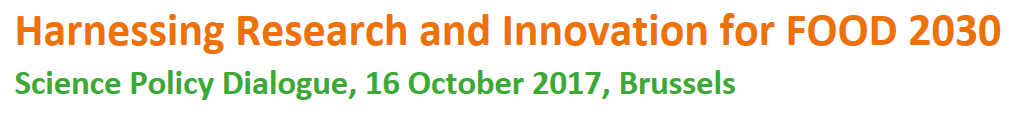 Harnessing Research and Innovation for FOOD 2030
Science Policy Dialogue, 16 October 2017, Brussels